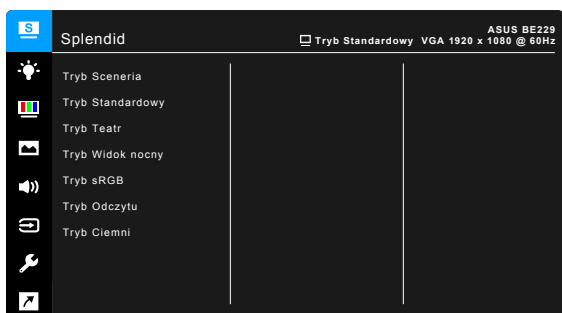 S
ASUS BE229
Splendid
Tryb Standardowy VGA 1920 x 1080 @ 60Hz
Tryb Sceneria
Tryb Standardowy
Tryb Teatr
Tryb Widok nocny
Tryb sRGB
Tryb Odczytu
Tryb Ciemni